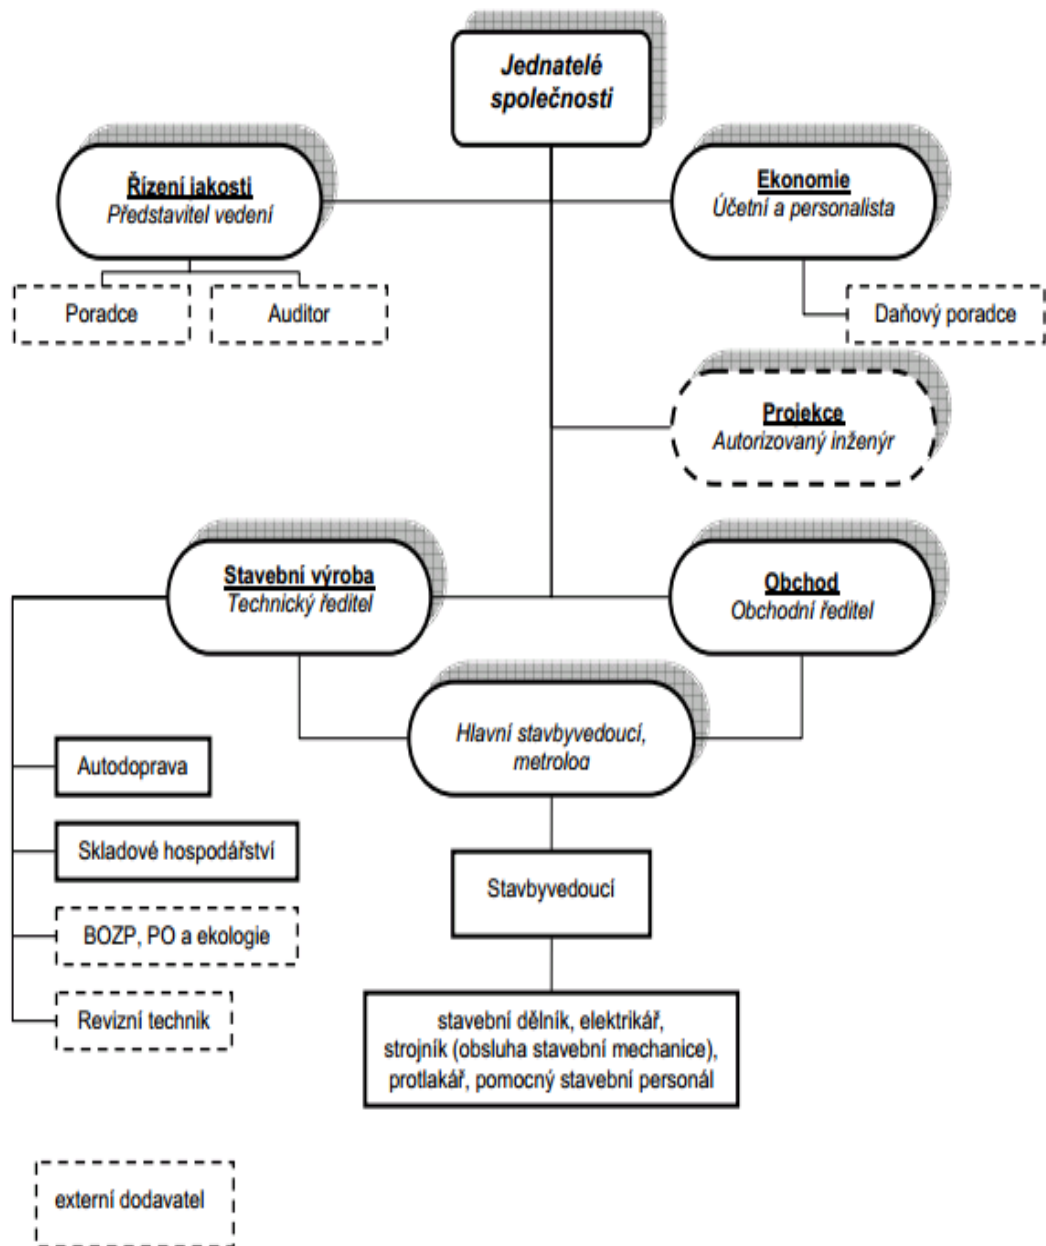 Jednatelé
společnosti
Řízení jakosti
Představitel vedení
Ekonomie
Účetní a personalista
Poradce
Auditor
Daňový poradce
Projekce
Autorizovaný inženýr
Stavební výroba
Technický ředitel
Obchod
Obchodní ředitel
Hlavní stavbyvedoucí,
metrolog
Autodoprava
Skladové hospodářství
Stavbyvedoucí
BOZP, PO a ekologie
Revizní technik
stavební dělník, elektrikář,
strojník (obsluha stavební mechanice),
protlakář, pomocný stavební personál
externí dodavatel